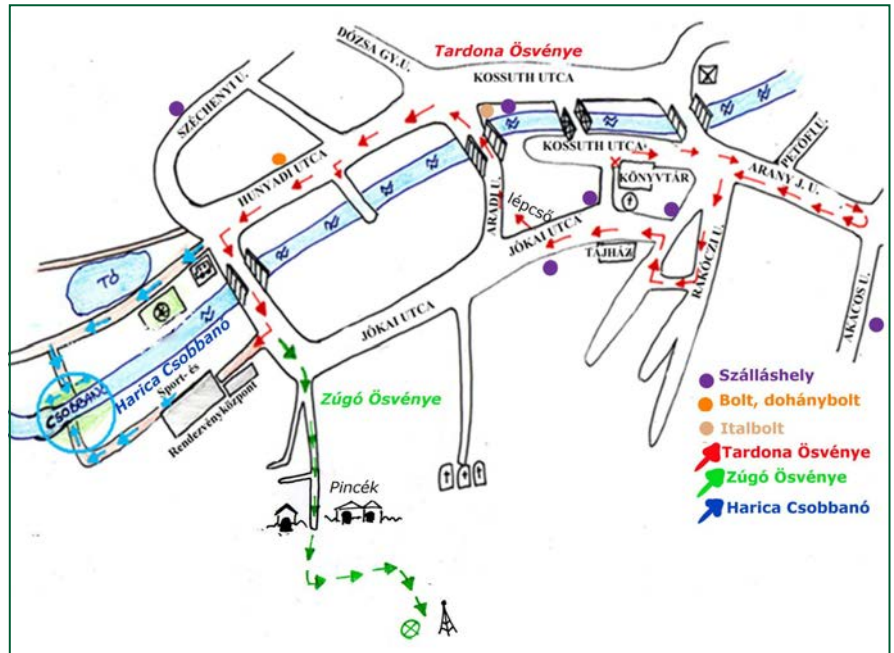 DÓZSA GY.U.
Tardona Ösvénye
KOSSUTH UTCA
SZÉCHENYI U.
KOSSUTH UTCA
PETŐFI U.
HUNYADI UTCA
KÖNYVTÁR
ARANY J. U.
lépcső
ARADI U.
JÓKAI UTCA
TÁJHÁZ
RÁKÓCZI U.
TÓ
AKÁCOS U.
JÓKAI UTCA
Harica Csobbanó
CSOBBANÓ
Sport- és
Rendezvényközpont
Zúgó Ösvénye
Pincék
Szálláshely
Bolt, dohánybolt
Italbolt
Tardona Ösvénye
Zúgó Ösvénye
Harica Csobbanó